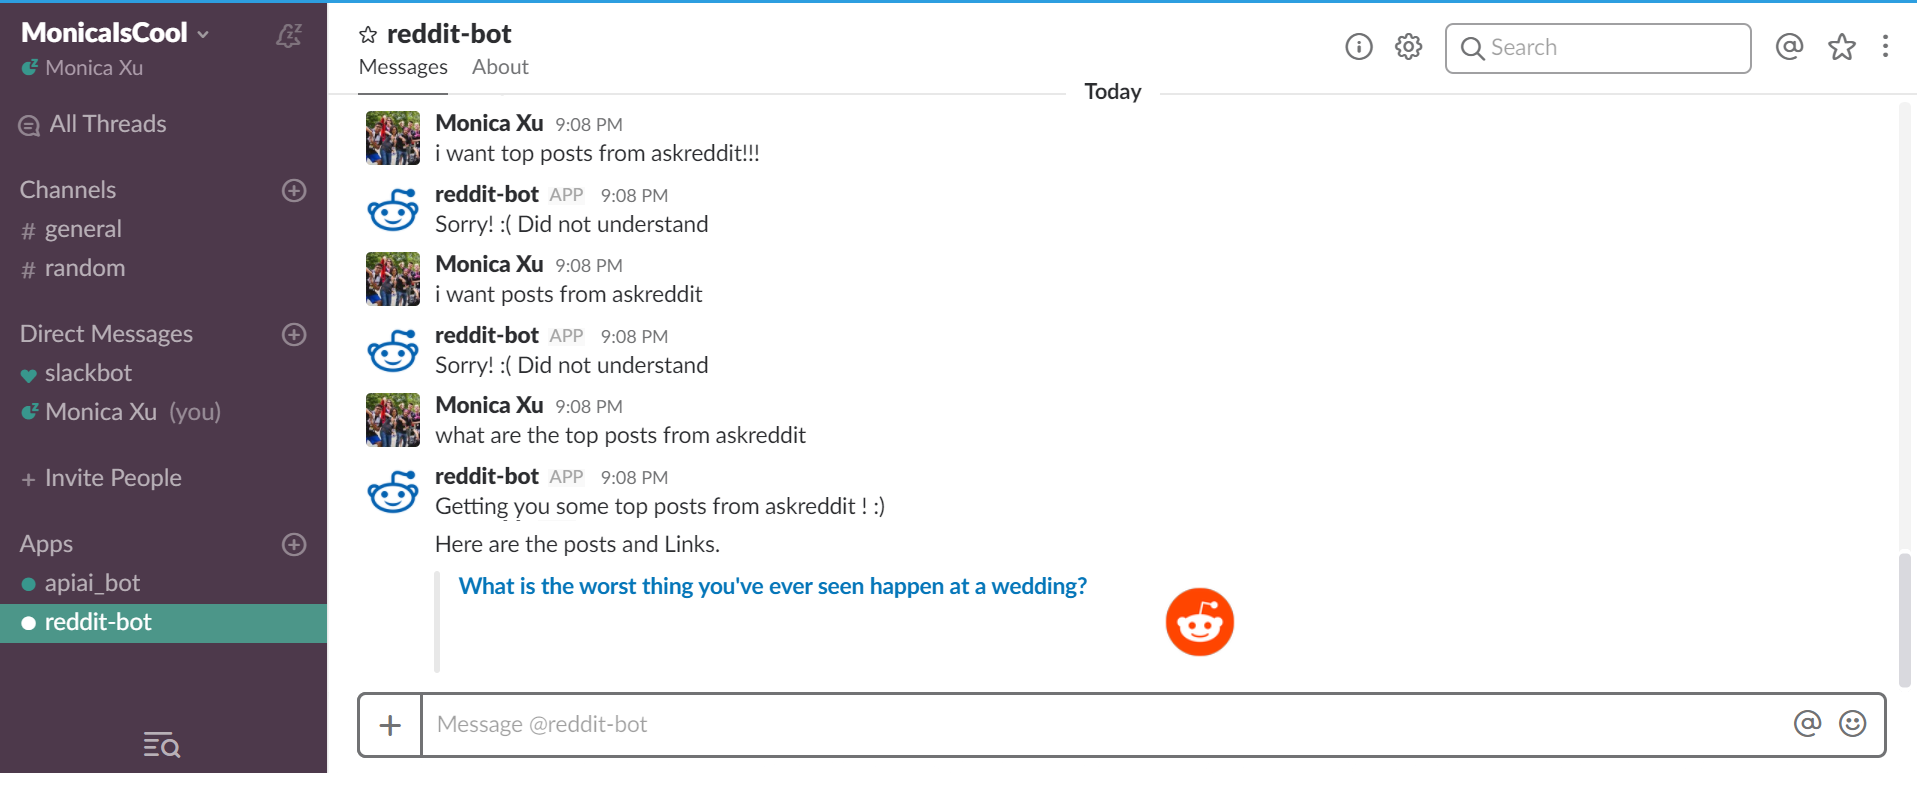 MonicaIsCool
Monica Xu
All Threads
Channels
# general
# random
Direct Messages
slackbot
Monica Xu (you)
+ Invite People
Apps
apiai_bot
reddit-bot
reddit-bot
Messages About
Search
Today
Monica Xu 9:08 PM
i want top posts from askreddit!!!
reddit-bot APP 9:08 PM
Sorry! :( Did not understand
Monica Xu 9:08 PM
i want posts from askreddit
reddit-bot APP 9:08 PM
Sorry! :( Did not understand
Monica Xu 9:08 PM
what are the top posts from askreddit
reddit-bot APP 9:08 PM
Getting you some top posts from askreddit ! :)
Here are the posts and Links.
What is the worst thing you've ever seen happen at a wedding?
Message @reddit-bot